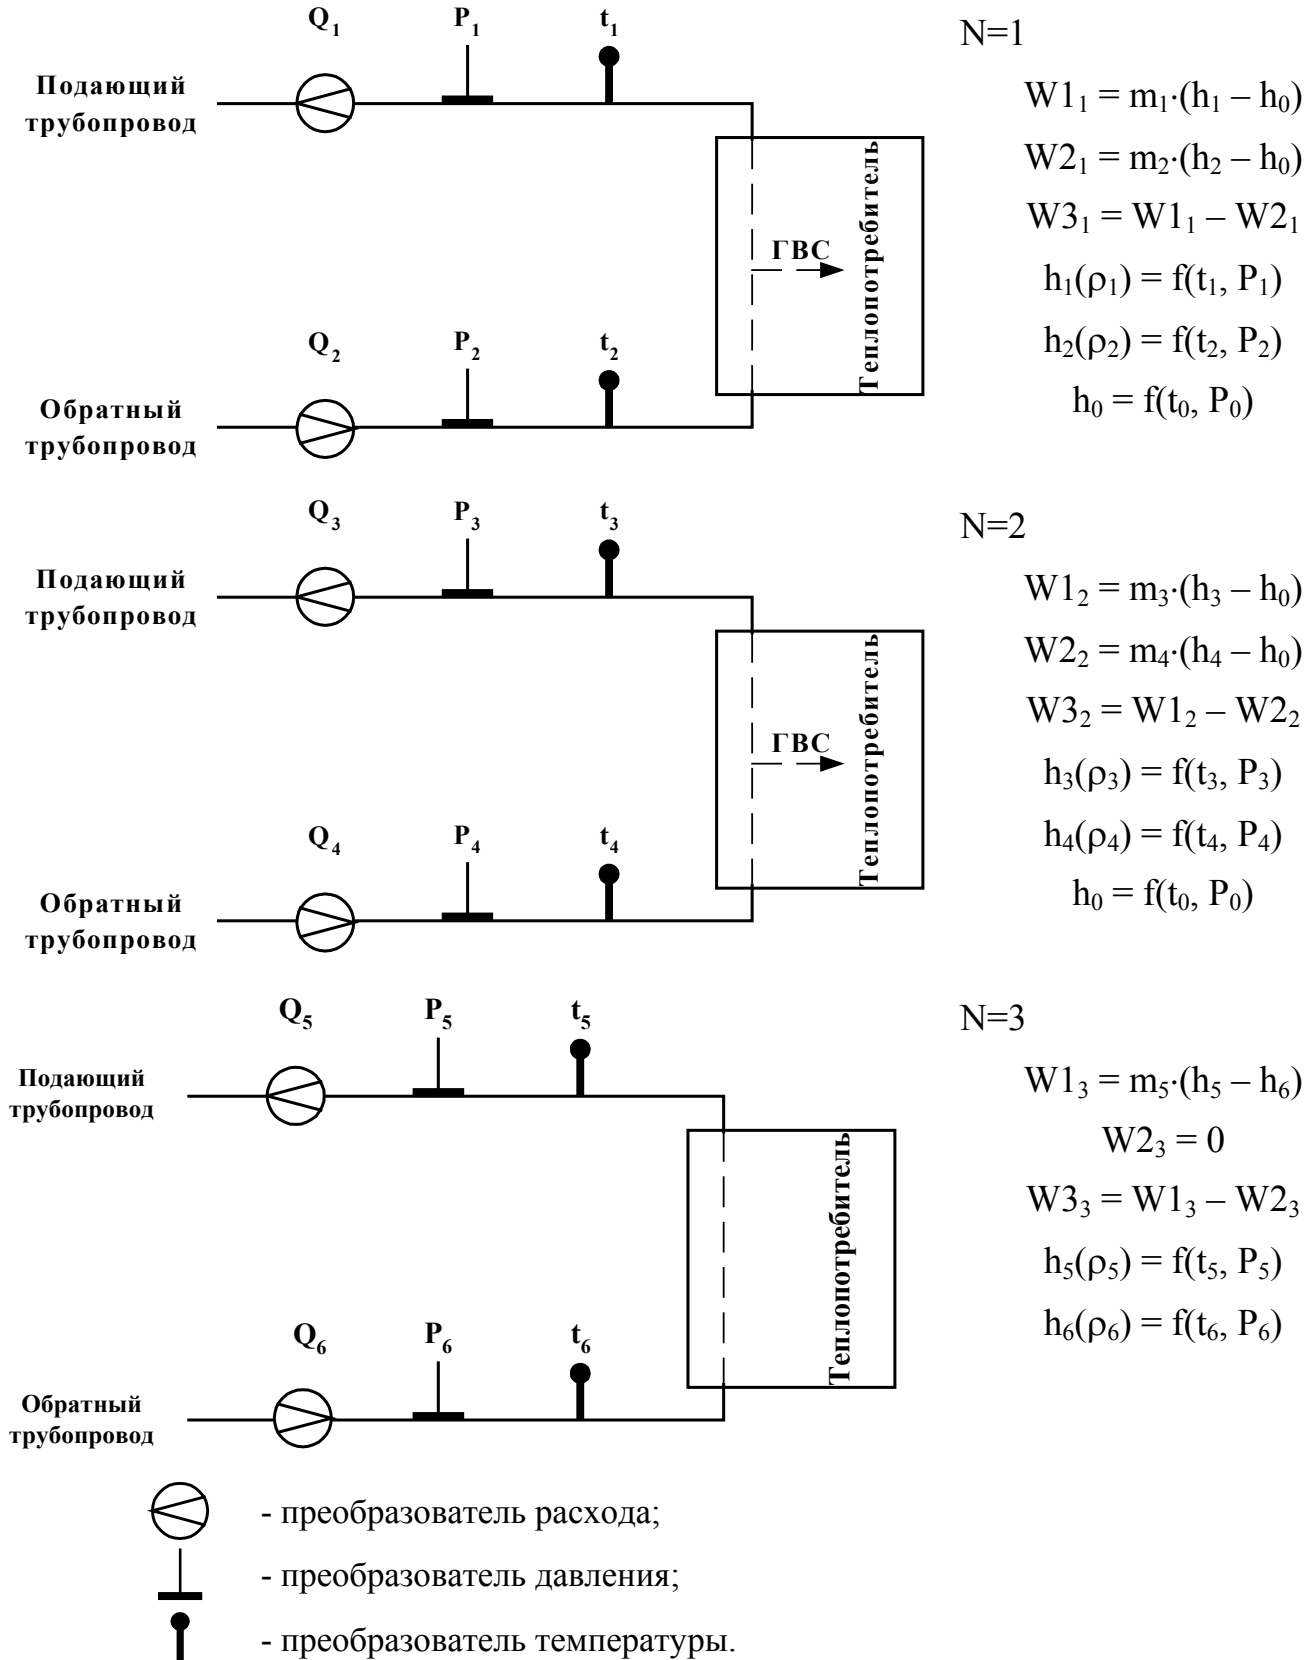 Q₁ P₁ t₁
N=1
Подающий
трубопровод
W1₁ = m₁·(h₁ – h₀)
W2₁ = m₂·(h₂ – h₀)
W3₁ = W1₁ – W2₁
h₁(ρ₁) = f(t₁, P₁)
h₂(ρ₂) = f(t₂, P₂)
h₀ = f(t₀, P₀)
ГВС
Теплопотребитель
Q₂ P₂ t₂
Обратный
трубопровод
Q₃ P₃ t₃
N=2
Подающий
трубопровод
W1₂ = m₃·(h₃ – h₀)
W2₂ = m₄·(h₄ – h₀)
W3₂ = W1₂ – W2₂
h₃(ρ₃) = f(t₃, P₃)
h₄(ρ₄) = f(t₄, P₄)
h₀ = f(t₀, P₀)
ГВС
Теплопотребитель
Q₄ P₄ t₄
Обратный
трубопровод
Q₅ P₅ t₅
N=3
Подающий
трубопровод
W1₃ = m₅·(h₅ – h₆)
W2₃ = 0
W3₃ = W1₃ – W2₃
h₅(ρ₅) = f(t₅, P₅)
h₆(ρ₆) = f(t₆, P₆)
Теплопотребитель
Q₆ P₆ t₆
Обратный
трубопровод
- преобразователь расхода;
- преобразователь давления;
- преобразователь температуры.